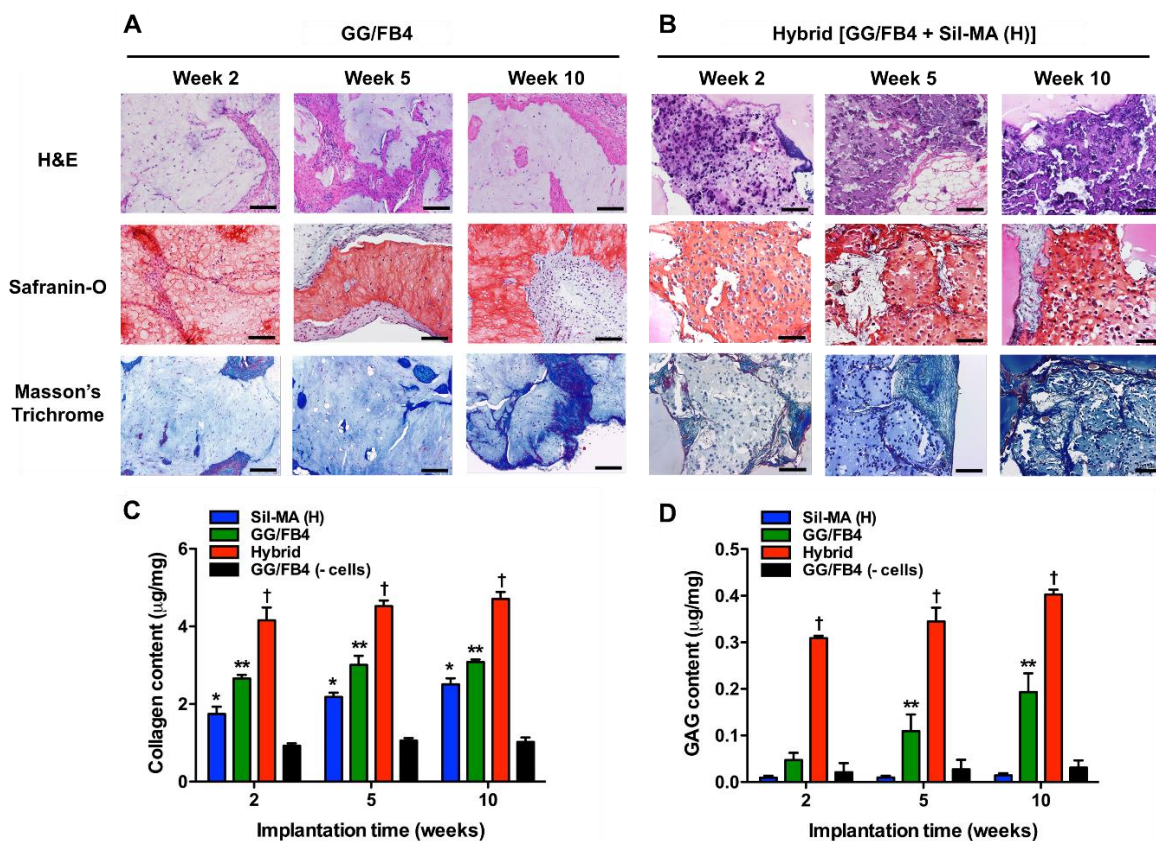 A
GG/FB4
Week 2
Week 5
Week 10
B
Hybrid [GG/FB4 + Sil-MA (H)]
Week 2
Week 5
Week 10
H&E
Safranin-O
Masson's
Trichrome
C
Sil-MA (H)
GG/FB4
Hybrid
GG/FB4 (- cells)
Collagen content (μg/mg)
6
4
2
0
*
**
†
*
**
†
*
**
†
2
5
10
Implantation time (weeks)
D
Sil-MA (H)
GG/FB4
Hybrid
GG/FB4 (- cells)
GAG content (μg/mg)
0.5
0.4
0.3
0.2
0.1
0.0
†
**
†
**
†
2
5
10
Implantation time (weeks)